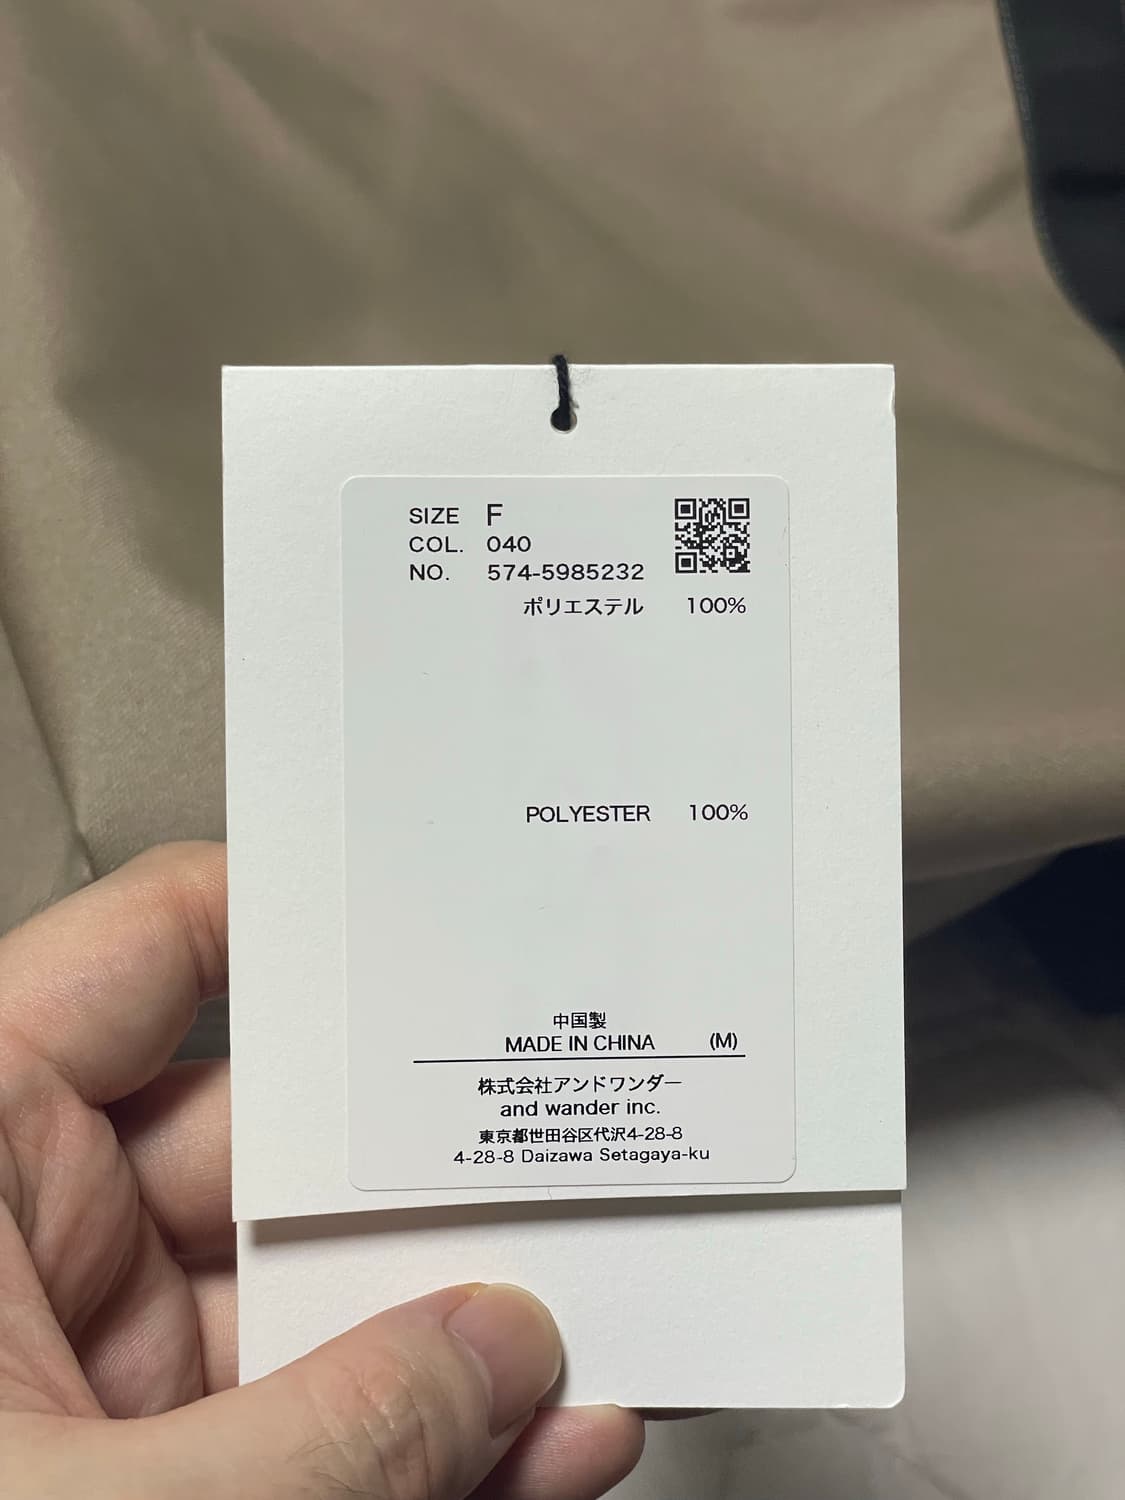 SIZE F
COL. 040
NO. 574-5985232
ポリエステル 100%
POLYESTER 100%
中国製
MADE IN CHINA (M)
株式会社アンドワンダー
and wander inc.
東京都世田谷区代沢4-28-8
4-28-8 Daizawa Setagaya-ku